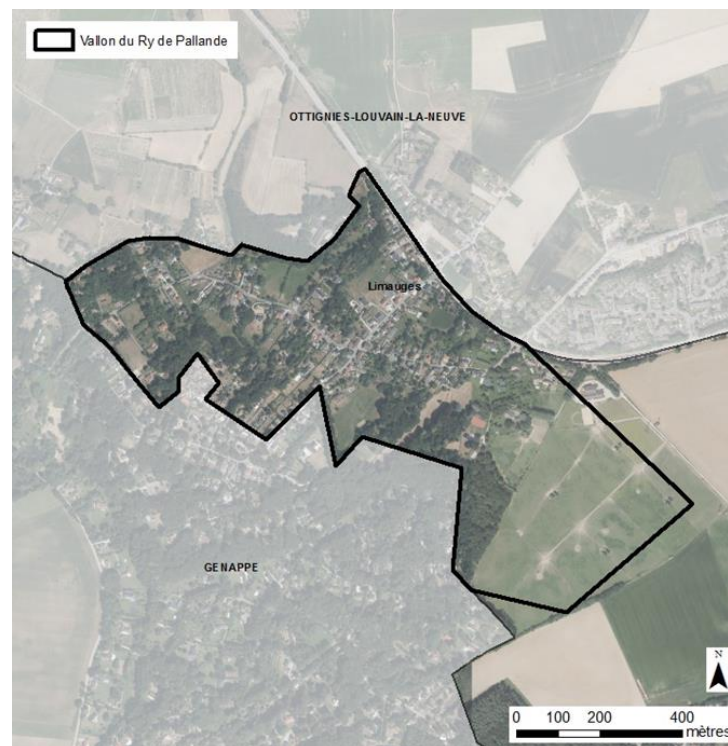 Vallon du Ry de Pallande
OTTIGNIES-LOUVAIN-LA-NEUVE
Limauges
GENAPPE
N
0 100 200 400
mètres